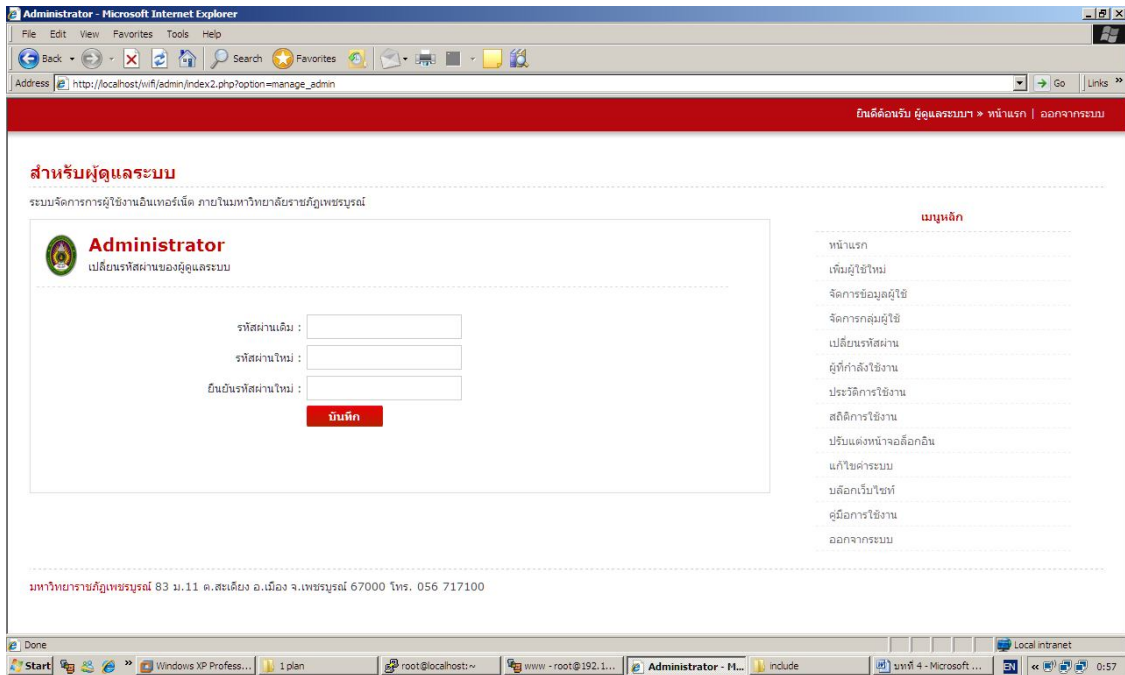 Administrator - Microsoft Internet Explorer
File Edit View Favorites Tools Help
Back Search Favorites
Address http://localhost/wifi/admin/index2.php?option=manage_admin Go Links »
ยินดีต้อนรับ ผู้ดูแลระบบฯ » หน้าแรก | ออกจากระบบ
สำหรับผู้ดูแลระบบ
ระบบจัดการการผู้ใช้งานอินเทอร์เน็ต ภายในมหาวิทยาลัยราชภัฏเพชรบูรณ์
Administrator
เปลี่ยนรหัสผ่านของผู้ดูแลระบบ
รหัสผ่านเดิม :
รหัสผ่านใหม่ :
ยืนยันรหัสผ่านใหม่ :
บันทึก
เมนูหลัก
หน้าแรก
เพิ่มผู้ใช้ใหม่
จัดการข้อมูลผู้ใช้
จัดการกลุ่มผู้ใช้
เปลี่ยนรหัสผ่าน
ผู้ที่กำลังใช้งาน
ประวัติการใช้งาน
สถิติการใช้งาน
ปรับแต่งหน้าจอล็อกอิน
แก้ไขค่าระบบ
บล๊อกเว็บไซท์
คู่มือการใช้งาน
ออกจากระบบ
มหาวิทยาราชภัฏเพชรบูรณ์ 83 ม.11 ต.สะเดียง อ.เมือง จ.เพชรบูรณ์ 67000 โทร. 056 717100
Done Local intranet
Start » Windows XP Profess... 1 plan root@localhost:~ www - root@192.1... Administrator - M... include บทที่ 4 - Microsoft ... EN « 0:57